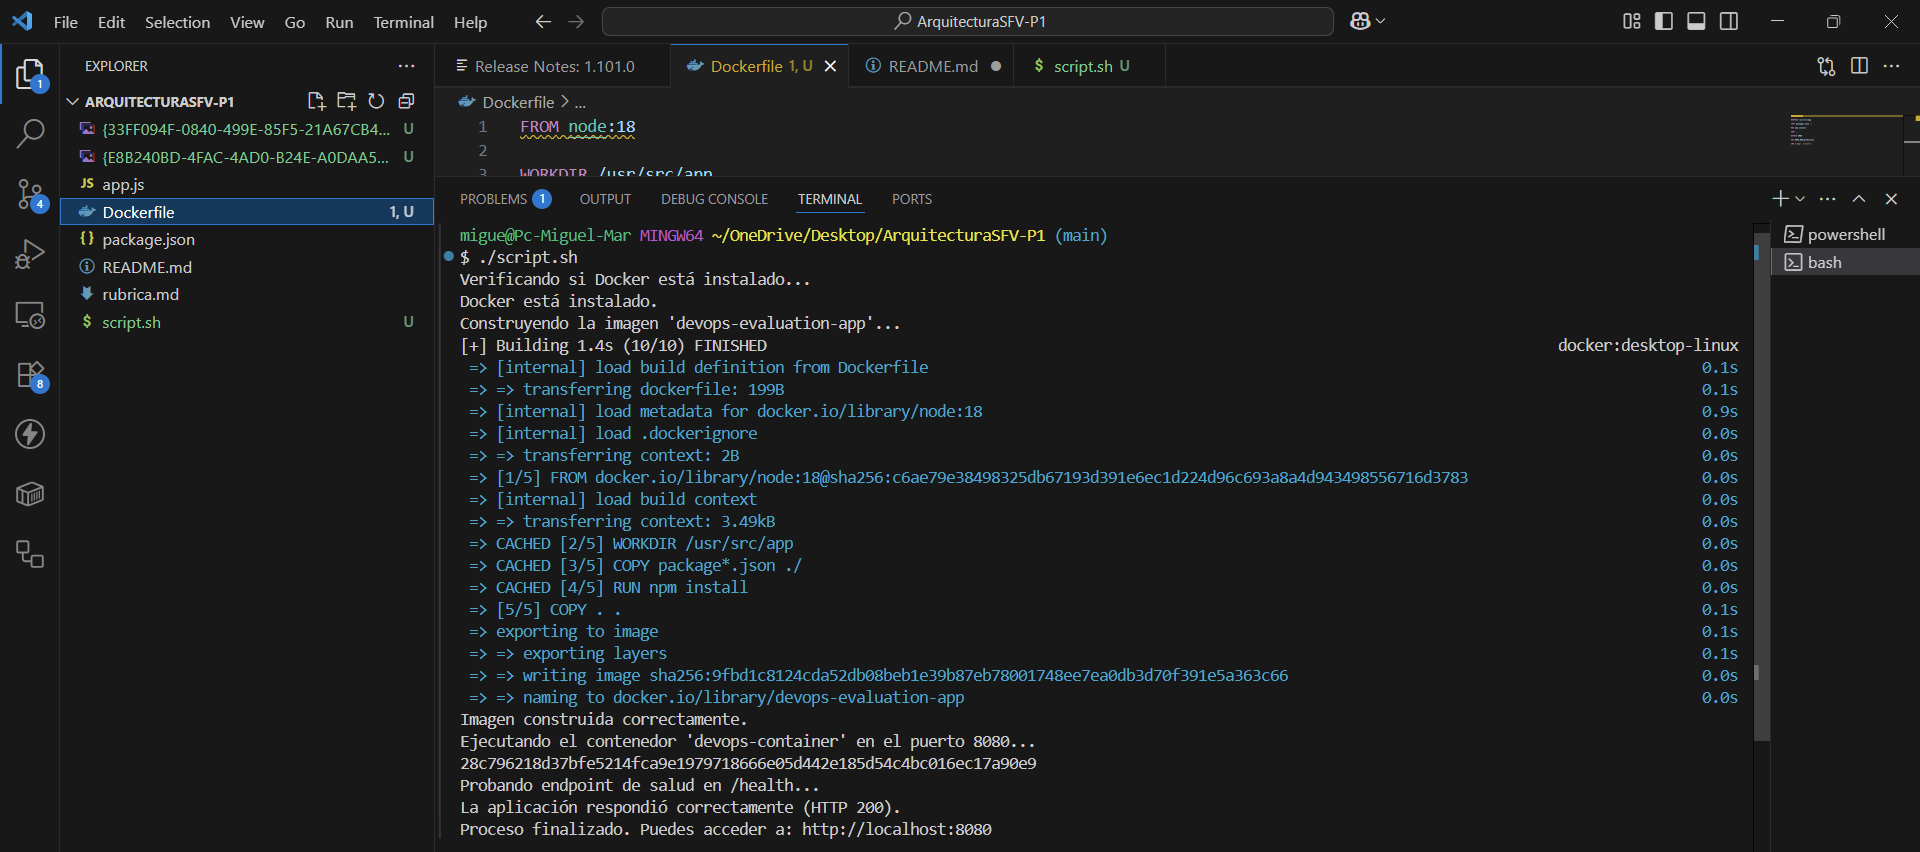 File Edit Selection View Go Run Terminal Help
ArquitecturaSFV-P1
EXPLORER
Release Notes: 1.101.0
Dockerfile 1, U
README.md
$ script.sh U
ARQUITECTURASFV-P1
{33FF094F-0840-499E-85F5-21A67CB4... U
{E8B240BD-4FAC-4AD0-B24E-A0DAA5... U
JS app.js
Dockerfile 1, U
{} package.json
README.md
rubrica.md
$ script.sh U
1
4
8
Dockerfile > ...
1 FROM node:18
2
3 WORKDIR /usr/src/app
PROBLEMS 1 OUTPUT DEBUG CONSOLE TERMINAL PORTS
powershell
bash
migue@Pc-Miguel-Mar MINGW64 ~/OneDrive/Desktop/ArquitecturaSFV-P1 (main)
$ ./script.sh
Verificando si Docker está instalado...
Docker está instalado.
Construyendo la imagen 'devops-evaluation-app'...
[+] Building 1.4s (10/10) FINISHED docker:desktop-linux
=> [internal] load build definition from Dockerfile 0.1s
=> => transferring dockerfile: 199B 0.1s
=> [internal] load metadata for docker.io/library/node:18 0.9s
=> [internal] load .dockerignore 0.0s
=> => transferring context: 2B 0.0s
=> [1/5] FROM docker.io/library/node:18@sha256:c6ae79e38498325db67193d391e6ec1d224d96c693a8a4d943498556716d3783 0.0s
=> [internal] load build context 0.0s
=> => transferring context: 3.49kB 0.0s
=> CACHED [2/5] WORKDIR /usr/src/app 0.0s
=> CACHED [3/5] COPY package*.json ./ 0.0s
=> CACHED [4/5] RUN npm install 0.0s
=> [5/5] COPY . . 0.1s
=> exporting to image 0.1s
=> => exporting layers 0.1s
=> => writing image sha256:9fbd1c8124cda52db08beb1e39b87eb78001748ee7ea0db3d70f391e5a363c66 0.0s
=> => naming to docker.io/library/devops-evaluation-app 0.0s
Imagen construida correctamente.
Ejecutando el contenedor 'devops-container' en el puerto 8080...
28c796218d37bfe5214fca9e1979718666e05d442e185d54c4bc016ec17a90e9
Probando endpoint de salud en /health...
La aplicación respondió correctamente (HTTP 200).
Proceso finalizado. Puedes acceder a: http://localhost:8080